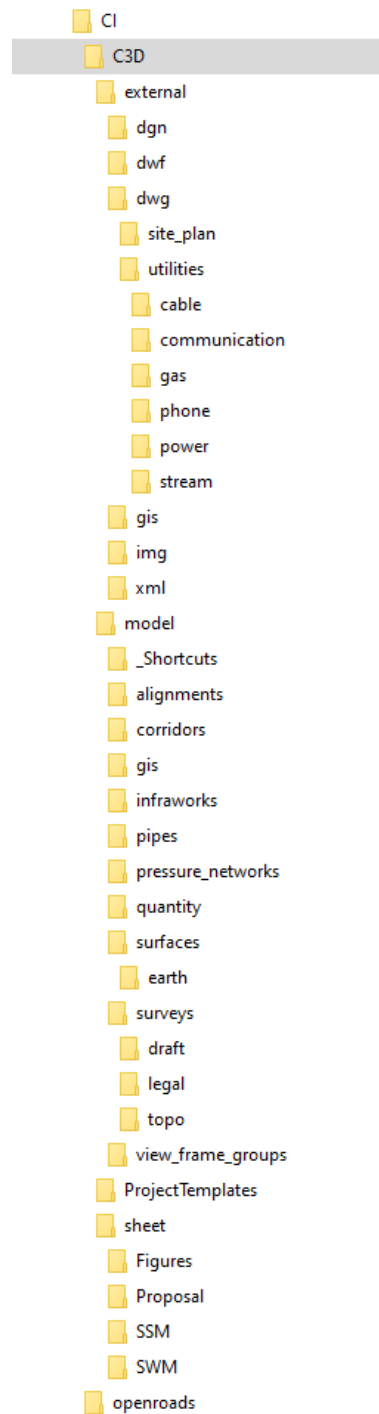 CI
C3D
external
dgn
dwf
dwg
site_plan
utilities
cable
communication
gas
phone
power
stream
gis
img
xml
model
_Shortcuts
alignments
corridors
gis
infraworks
pipes
pressure_networks
quantity
surfaces
earth
surveys
draft
legal
topo
view_frame_groups
ProjectTemplates
sheet
Figures
Proposal
SSM
SWM
openroads